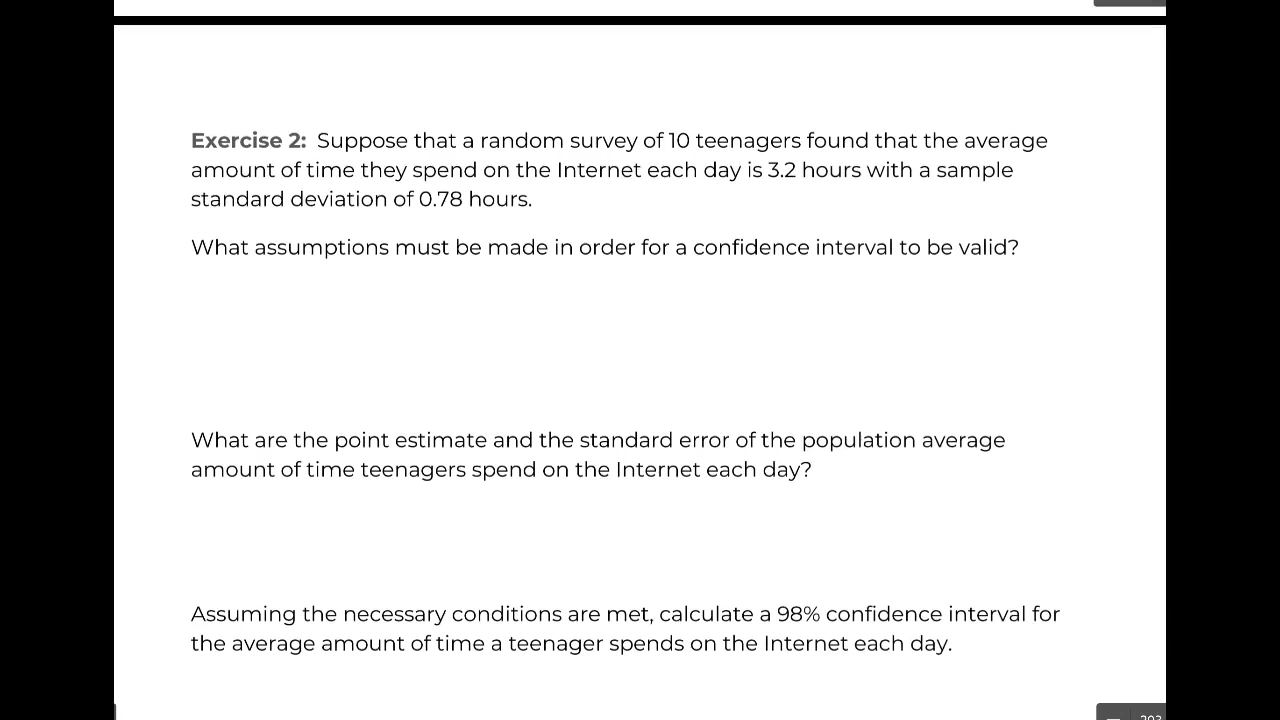 Exercise 2: Suppose that a random survey of 10 teenagers found that the average
amount of time they spend on the Internet each day is 3.2 hours with a sample
standard deviation of 0.78 hours.
What assumptions must be made in order for a confidence interval to be valid?
What are the point estimate and the standard error of the population average
amount of time teenagers spend on the Internet each day?
Assuming the necessary conditions are met, calculate a 98% confidence interval for
the average amount of time a teenager spends on the Internet each day.